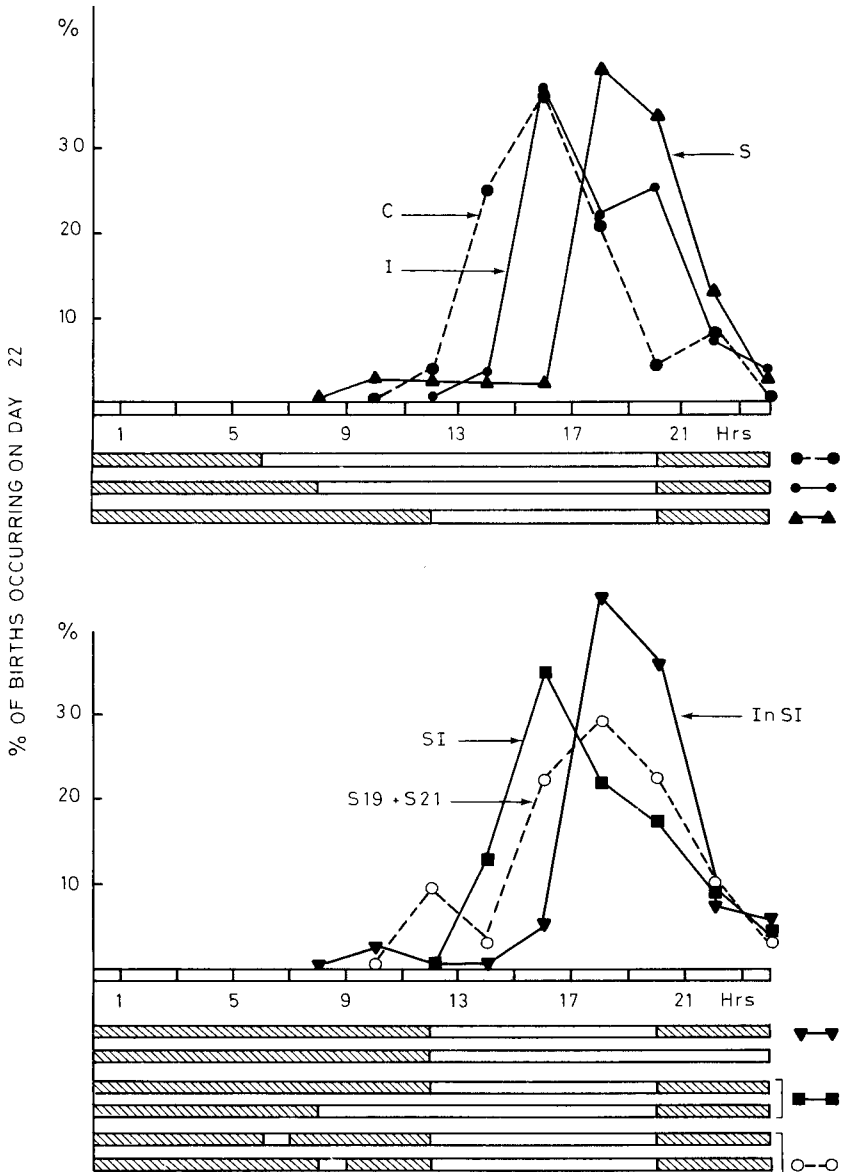 %
30
20
10
C
I
S
1 5 9 13 17 21 Hrs
% OF BIRTHS OCCURRING ON DAY 22
%
30
20
10
SI
S19 + S21
In SI
1 5 9 13 17 21 Hrs